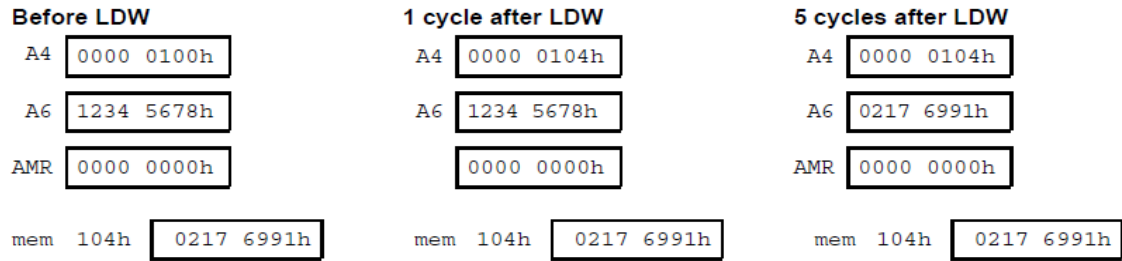 Before LDW 1 cycle after LDW 5 cycles after LDW
A4 0000 0100h A4 0000 0104h A4 0000 0104h
A6 1234 5678h A6 1234 5678h A6 0217 6991h
AMR 0000 0000h 0000 0000h AMR 0000 0000h
mem 104h 0217 6991h mem 104h 0217 6991h mem 104h 0217 6991h